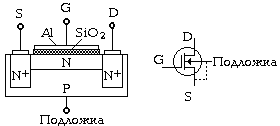 S G D
Al SiO₂
N+ N N+
P
Подложка
D
G Подложка
S